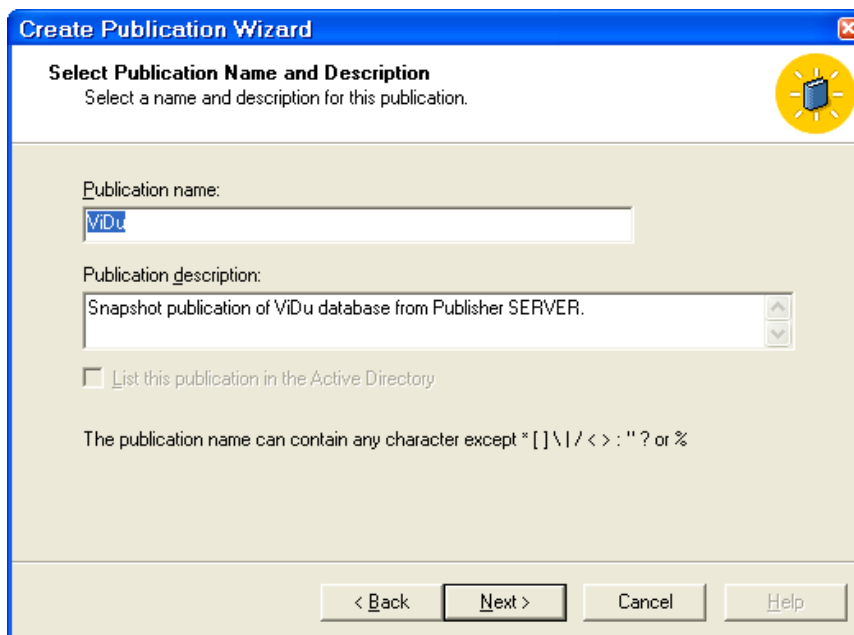 Create Publication Wizard
Select Publication Name and Description
Select a name and description for this publication.
Publication name:
ViDu
Publication description:
Snapshot publication of ViDu database from Publisher SERVER.
List this publication in the Active Directory
The publication name can contain any character except * [ ] \ | / < > : " ? or %
< Back
Next >
Cancel
Help